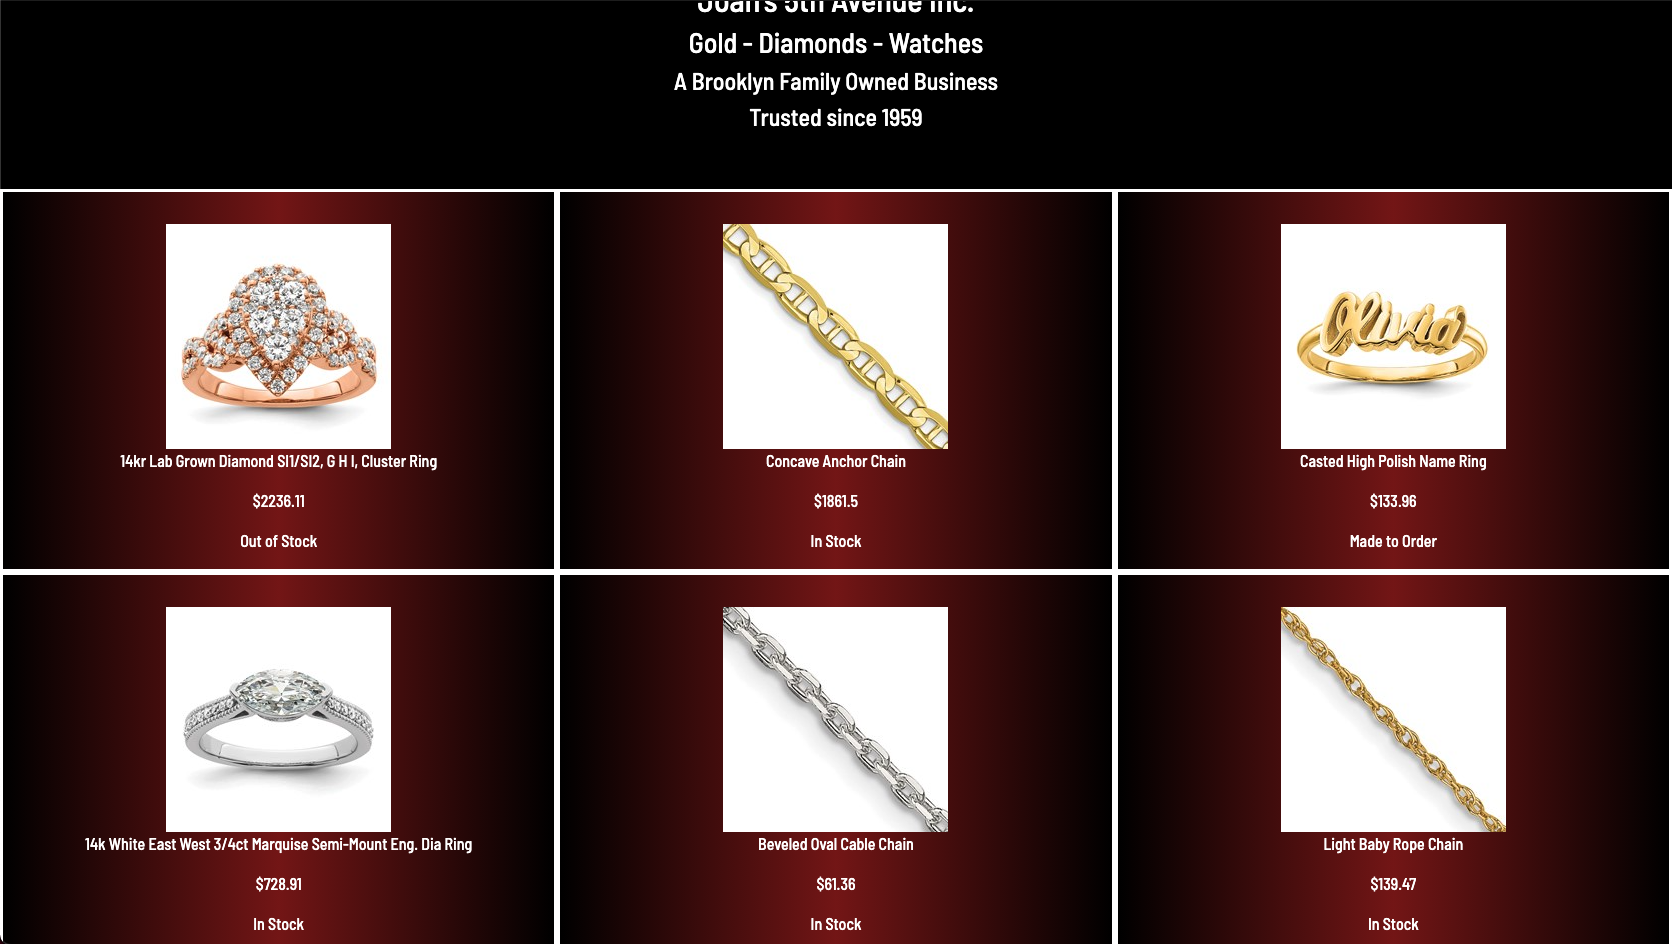 Joan's 5th Avenue Inc.
Gold - Diamonds - Watches
A Brooklyn Family Owned Business
Trusted since 1959
14kr Lab Grown Diamond SI1/SI2, G H I, Cluster Ring
$2236.11
Out of Stock
Concave Anchor Chain
$1861.5
In Stock
Olivia
Casted High Polish Name Ring
$133.96
Made to Order
14k White East West 3/4ct Marquise Semi-Mount Eng. Dia Ring
$728.91
In Stock
Beveled Oval Cable Chain
$61.36
In Stock
Light Baby Rope Chain
$139.47
In Stock